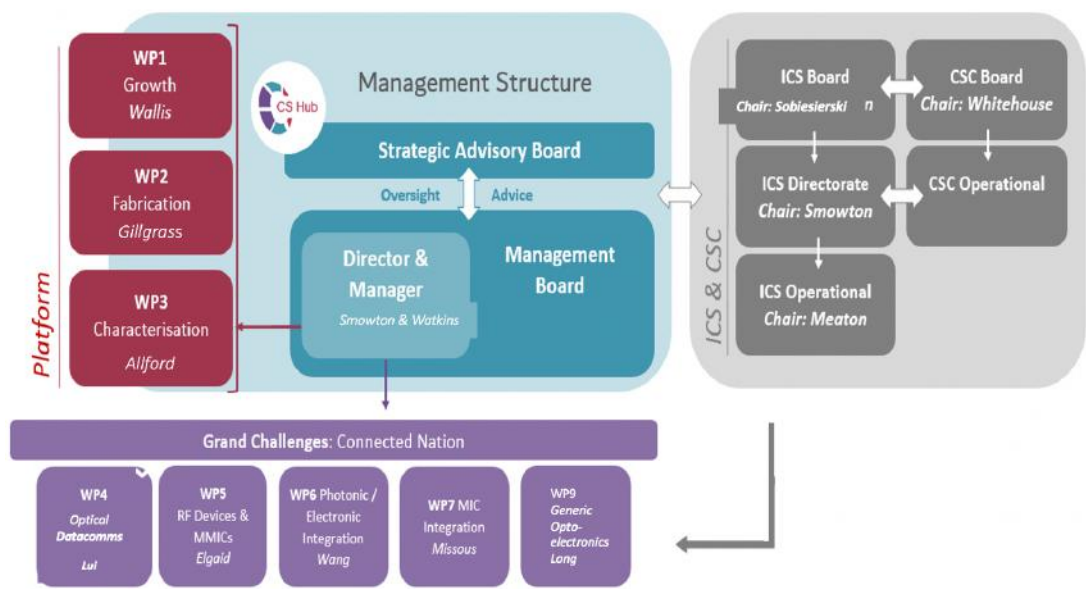 WP1
Growth
Wallis
WP2
Fabrication
Gillgrass
WP3
Characterisation
Allford
Platform
CS Hub
Management Structure
Strategic Advisory Board
Oversight
Advice
Director &
Manager
Smowton & Watkins
Management
Board
ICS & CSC
ICS Board
Chair: Sobiesierski n
CSC Board
Chair: Whitehouse
ICS Directorate
Chair: Smowton
CSC Operational
ICS Operational
Chair: Meaton
Grand Challenges: Connected Nation
WP4
Optical
Datacomms
Lui
WP5
RF Devices &
MMICs
Elgaid
WP6 Photonic /
Electronic
Integration
Wang
WP7 MIC
Integration
Missous
WP9
Generic
Opto-
electronics
Long